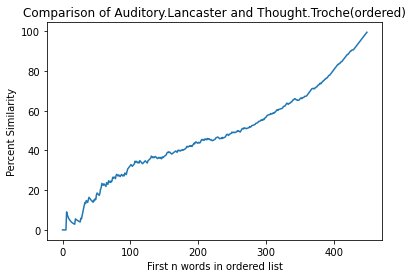 Comparison of Auditory.Lancaster and Thought.Troche(ordered)
100
80
60
40
20
0
Percent Similarity
0 100 200 300 400
First n words in ordered list